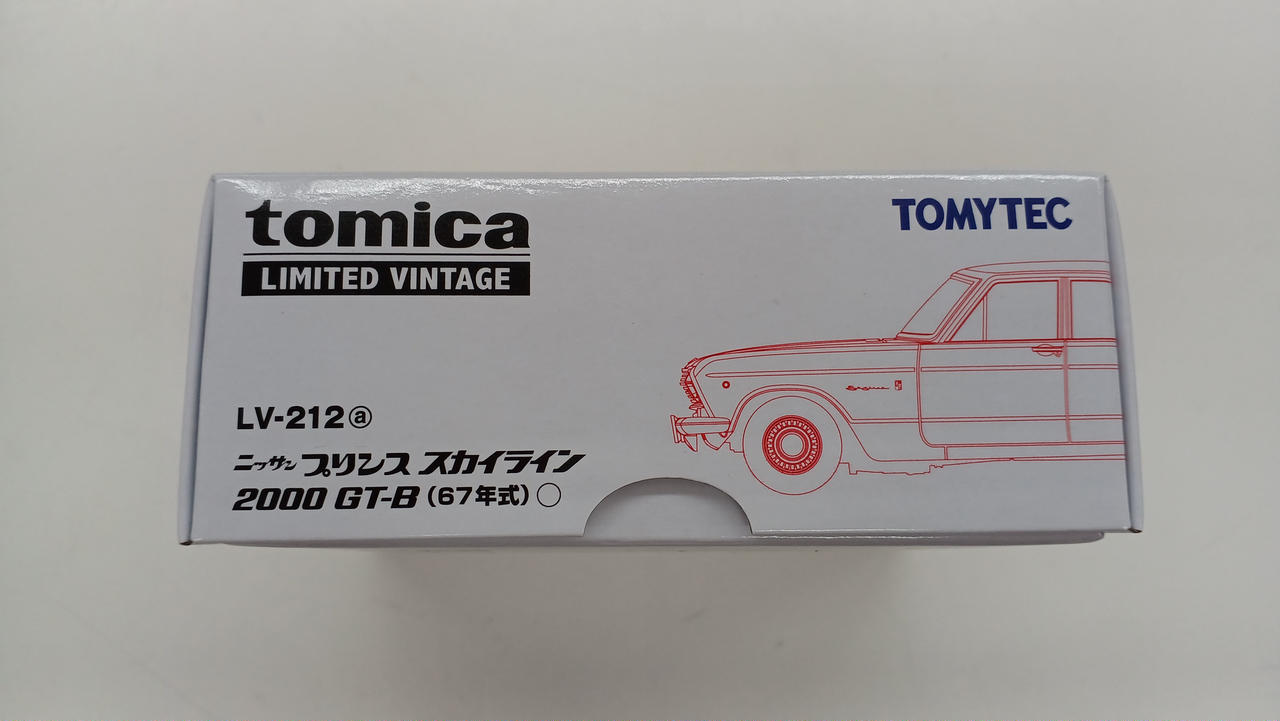 tomica
LIMITED VINTAGE
TOMYTEC
LV-212ⓐ
ニッサン プリンス スカイライン
2000 GT-B (67年式) ○